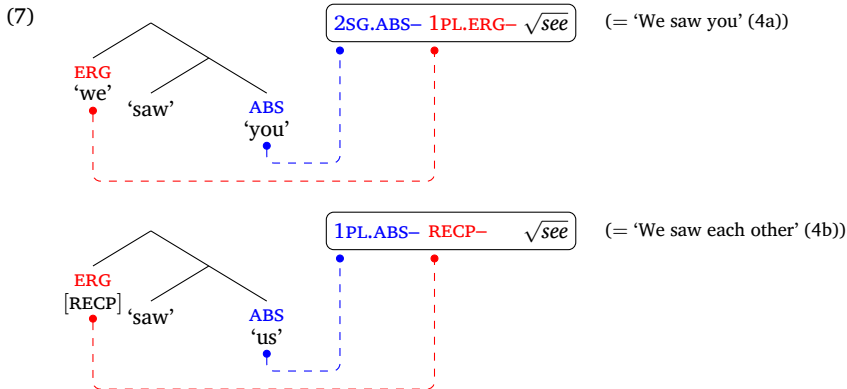 (7) 2SG.ABS– 1PL.ERG– √see (= ‘We saw you’ (4a))
ERG
‘we’ ‘saw’ ABS
‘you’
1PL.ABS– RECP– √see (= ‘We saw each other’ (4b))
ERG
[RECP] ‘saw’ ABS
‘us’